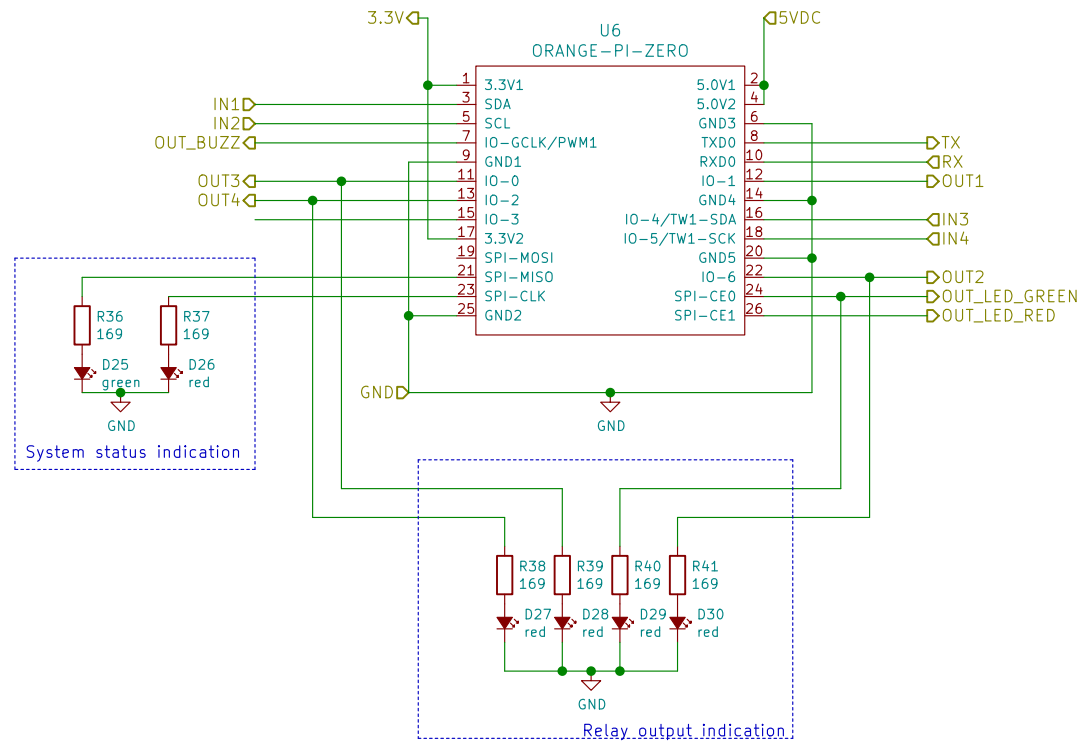 3.3V
5VDC
U6
ORANGE-PI-ZERO
1 3.3V1 5.0V1 2
IN1 3 SDA 5.0V2 4
IN2 5 SCL GND3 6
OUT_BUZZ 7 IO-GCLK/PWM1 TXD0 8 TX
9 GND1 RXD0 10 RX
OUT3 11 IO-0 IO-1 12 OUT1
OUT4 13 IO-2 GND4 14
15 IO-3 IO-4/TW1-SDA 16 IN3
17 3.3V2 IO-5/TW1-SCK 18 IN4
19 SPI-MOSI GND5 20
21 SPI-MISO IO-6 22 OUT2
23 SPI-CLK SPI-CE0 24 OUT_LED_GREEN
25 GND2 SPI-CE1 26 OUT_LED_RED
R36 R37
169 169
D25 D26
green red
GND
GND
GND
System status indication
R38 R39 R40 R41
169 169 169 169
D27 D28 D29 D30
red red red red
GND
Relay output indication